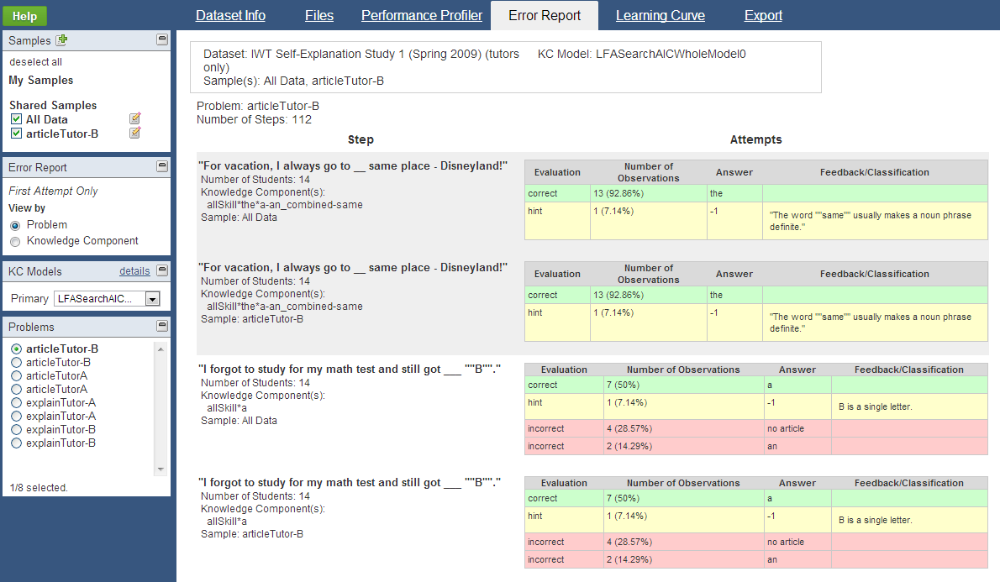 Help
Dataset Info Files Performance Profiler Error Report Learning Curve Export
Samples
deselect all
My Samples
Shared Samples
All Data
articleTutor-B
Error Report
First Attempt Only
View by
Problem
Knowledge Component
KC Models details
Primary LFASearchAIC...
Problems
articleTutor-B
articleTutor-B
articleTutorA
articleTutorA
explainTutor-A
explainTutor-A
explainTutor-B
explainTutor-B
1/8 selected.
Dataset: IWT Self-Explanation Study 1 (Spring 2009) (tutors only)
KC Model: LFASearchAICWholeModel0
Sample(s): All Data, articleTutor-B
Problem: articleTutor-B
Number of Steps: 112
Step Attempts
"For vacation, I always go to __ same place - Disneyland!"
Number of Students: 14
Knowledge Component(s):
allSkill*the*a-an_combined-same
Sample: All Data
Evaluation Number of Observations Answer Feedback/Classification
correct 13 (92.86%) the
hint 1 (7.14%) -1 "The word ""same"" usually makes a noun phrase definite."
"For vacation, I always go to __ same place - Disneyland!"
Number of Students: 14
Knowledge Component(s):
allSkill*the*a-an_combined-same
Sample: articleTutor-B
Evaluation Number of Observations Answer Feedback/Classification
correct 13 (92.86%) the
hint 1 (7.14%) -1 "The word ""same"" usually makes a noun phrase definite."
"I forgot to study for my math test and still got ___ ""B""."
Number of Students: 14
Knowledge Component(s):
allSkill*a
Sample: All Data
Evaluation Number of Observations Answer Feedback/Classification
correct 7 (50%) a
hint 1 (7.14%) -1 B is a single letter.
incorrect 4 (28.57%) no article
incorrect 2 (14.29%) an
"I forgot to study for my math test and still got ___ ""B""."
Number of Students: 14
Knowledge Component(s):
allSkill*a
Sample: articleTutor-B
Evaluation Number of Observations Answer Feedback/Classification
correct 7 (50%) a
hint 1 (7.14%) -1 B is a single letter.
incorrect 4 (28.57%) no article
incorrect 2 (14.29%) an